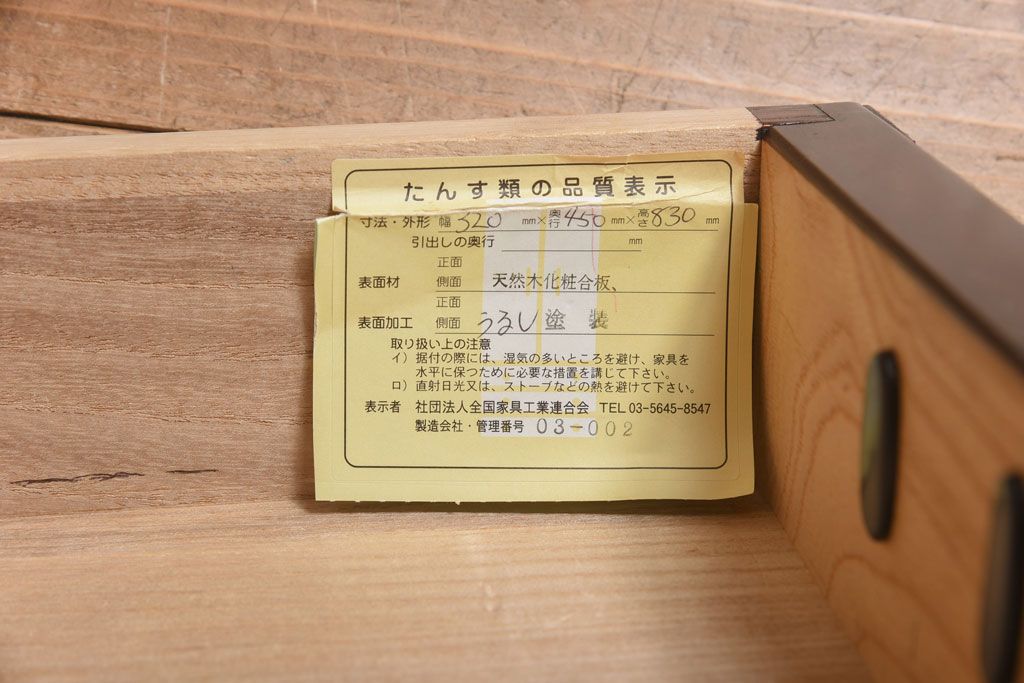 たんす類の品質表示
寸法・外形 幅 320 mm×奥行 450 mm×高さ 830 mm
引出しの奥行 mm
正面
表面材 側面 天然木化粧合板、
正面
表面加工 側面 うるし塗装
取り扱い上の注意
イ）据付の際には、湿気の多いところを避け、家具を
水平に保つために必要な措置を講じて下さい。
ロ）直射日光又は、ストーブなどの熱を避けて下さい。
表示者 社団法人全国家具工業連合会 TEL 03-5645-8547
製造会社・管理番号 03-002